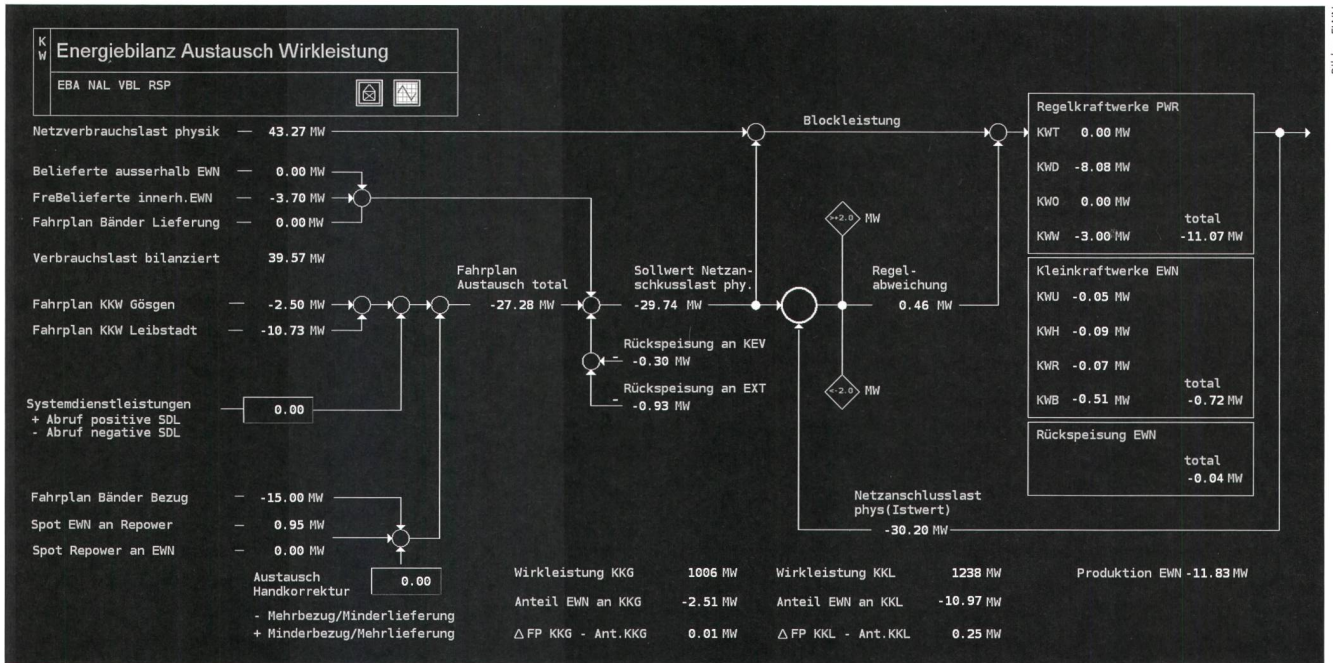 K
W
Energiebilanz Austausch Wirkleistung
EBA NAL VBL RSP
Netzverbrauchslast physik — 43.27 MW
Belieferte ausserhalb EWN — 0.00 MW
FreBelieferte innerh.EWN — -3.70 MW
Fahrplan Bänder Lieferung — 0.00 MW
Verbrauchslast bilanziert 39.57 MW
Fahrplan KKW Gösgen — -2.50 MW
Fahrplan KKW Leibstadt — -10.73 MW
Systemdienstleistungen — 0.00
+ Abruf positive SDL
- Abruf negative SDL
Fahrplan Bänder Bezug — -15.00 MW
Spot EWN an Repower — 0.95 MW
Spot Repower an EWN — 0.00 MW
Austausch
Handkorrektur 0.00
- Mehrbezug/Minderlieferung
+ Minderbezug/Mehrlieferung
Fahrplan
Austausch total
-27.28 MW
Sollwert Netzan-
schkusslast phy.
-29.74 MW
Rückspeisung an KEV
- -0.30 MW
Rückspeisung an EXT
- -0.93 MW
Blockleistung
>+2.0 MW
Regel-
abweichung
0.46 MW
<-2.0 MW
Netzanschlusslast
phys(Istwert)
-30.20 MW
Regelkraftwerke PWR
KWT 0.00 MW
KWD -8.08 MW
KWO 0.00 MW
total
KWW -3.00 MW -11.07 MW
Kleinkraftwerke EWN
KWU -0.05 MW
KWH -0.09 MW
KWR -0.07 MW
total
KWB -0.51 MW -0.72 MW
Rückspeisung EWN
total
-0.04 MW
Wirkleistung KKG 1006 MW
Anteil EWN an KKG -2.51 MW
△ FP KKG - Ant.KKG 0.01 MW
Wirkleistung KKL 1238 MW
Anteil EWN an KKL -10.97 MW
△ FP KKL - Ant.KKL 0.25 MW
Produktion EWN -11.83 MW